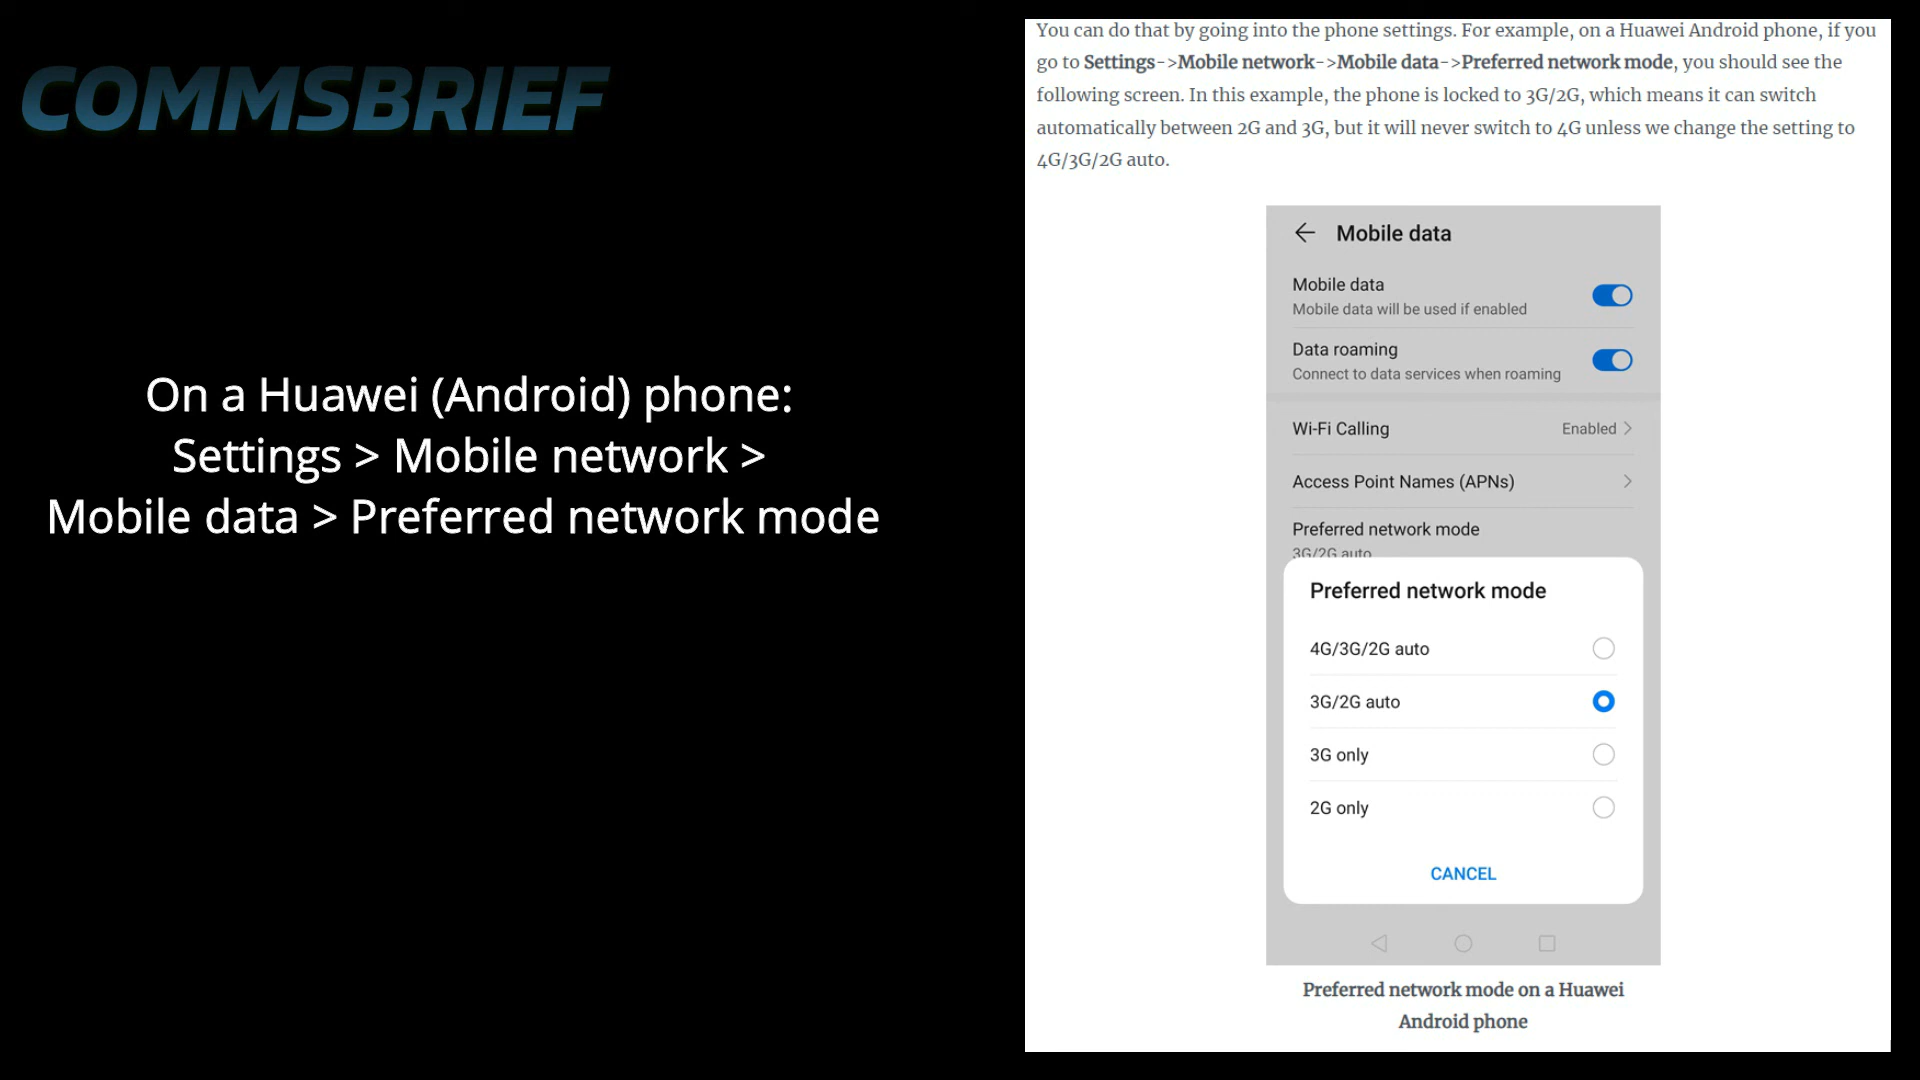 COMMSBRIEF
On a Huawei (Android) phone:
Settings > Mobile network >
Mobile data > Preferred network mode
You can do that by going into the phone settings. For example, on a Huawei Android phone, if you
go to Settings->Mobile network->Mobile data->Preferred network mode, you should see the
following screen. In this example, the phone is locked to 3G/2G, which means it can switch
automatically between 2G and 3G, but it will never switch to 4G unless we change the setting to
4G/3G/2G auto.
Mobile data
Mobile data
Mobile data will be used if enabled
Data roaming
Connect to data services when roaming
Wi-Fi Calling Enabled
Access Point Names (APNs)
Preferred network mode
3G/2G auto
Preferred network mode
4G/3G/2G auto
3G/2G auto
3G only
2G only
CANCEL
Preferred network mode on a Huawei
Android phone